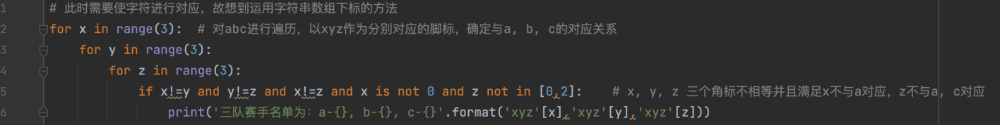 1 # 此时需要使字符进行对应，故想到运用字符串数组下标的方法
2 for x in range(3):  # 对abc进行遍历，以xyz作为分别对应的脚标，确定与a, b, c的对应关系
3     for y in range(3):
4         for z in range(3):
5             if x!=y and y!=z and x!=z and x is not 0 and z not in [0,2]:    # x, y, z 三个角标不相等并且满足x不与a对应，z不与a, c对应
6                 print('三队赛手名单为: a-{}, b-{}, c-{}'.format('xyz'[x],'xyz'[y],'xyz'[z]))